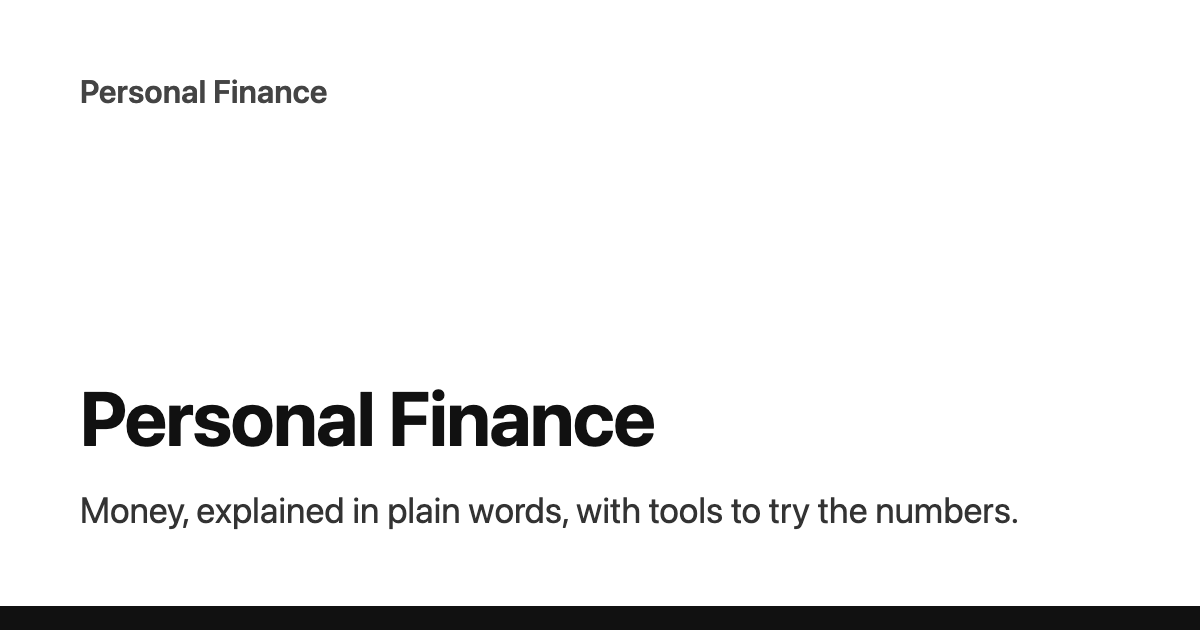 Personal Finance
Personal Finance
Money, explained in plain words, with tools to try the numbers.